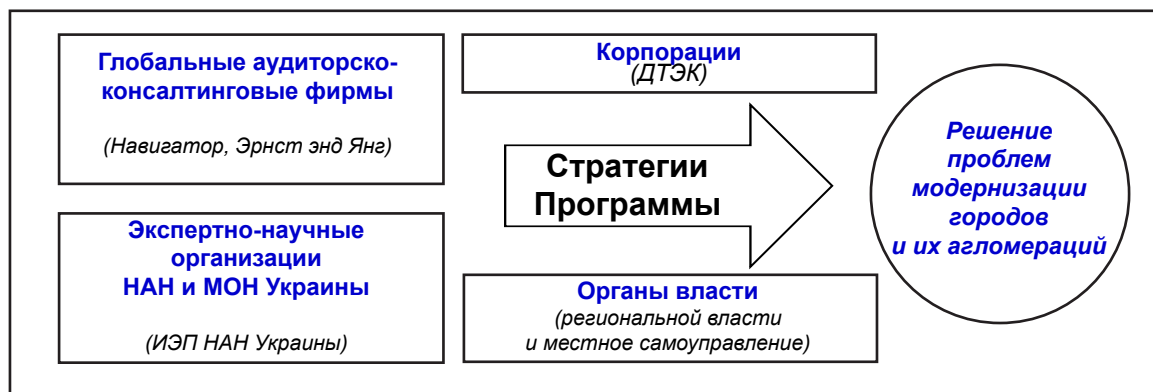 Глобальные аудиторско-
консалтинговые фирмы
(Навигатор, Эрнст энд Янг)
Экспертно-научные
организации
НАН и МОН Украины
(ИЭП НАН Украины)
Корпорации
(ДТЭК)
Стратегии
Программы
Органы власти
(региональной власти
и местное самоуправление)
Решение
проблем
модернизации
городов
и их агломераций